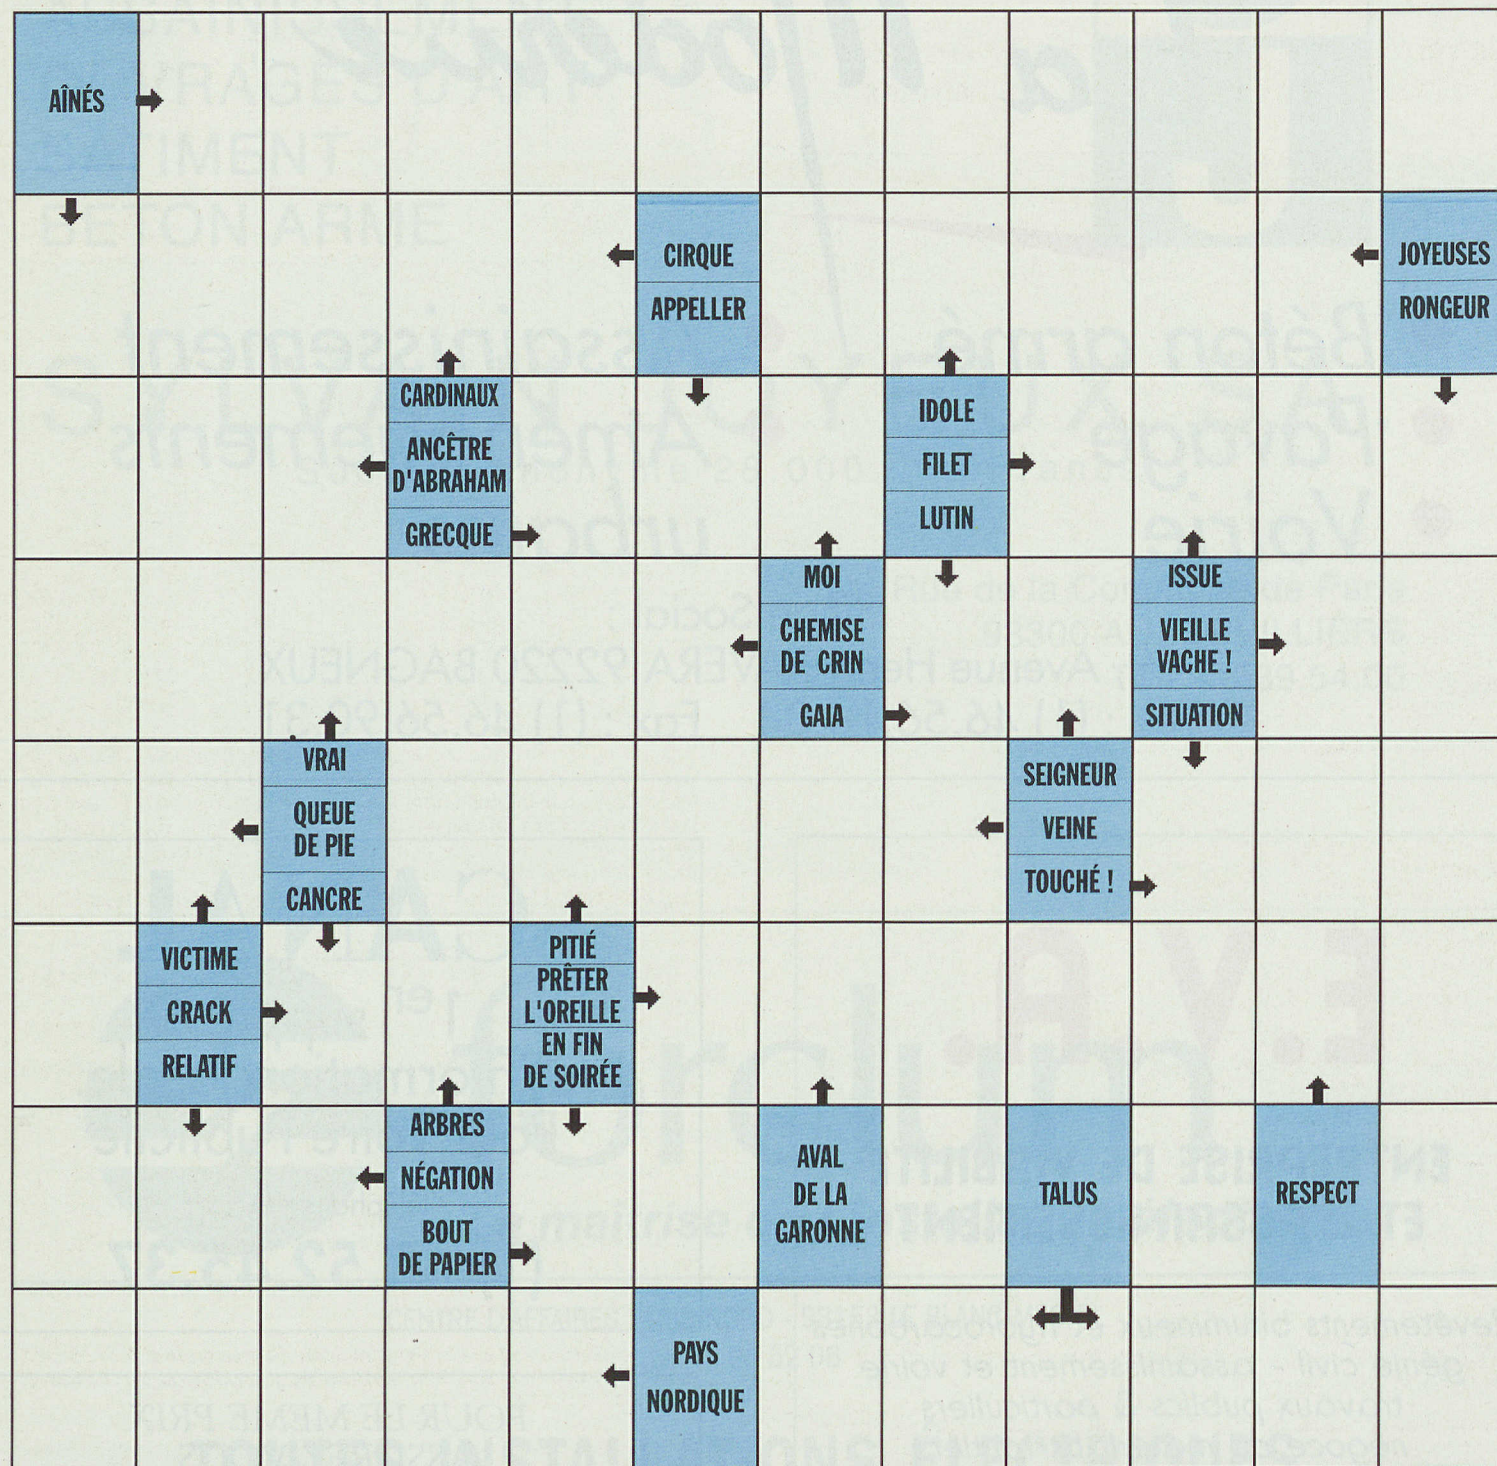 AÎNÉS
CIRQUE
APPELLER
JOYEUSES
RONGEUR
CARDINAUX
ANCÊTRE
D'ABRAHAM
GRECQUE
IDOLE
FILET
LUTIN
MOI
CHEMISE
DE CRIN
GAIA
ISSUE
VIEILLE
VACHE !
SITUATION
VRAI
QUEUE
DE PIE
CANCRE
SEIGNEUR
VEINE
TOUCHÉ !
VICTIME
CRACK
RELATIF
PITIÉ
PRÊTER
L'OREILLE
EN FIN
DE SOIRÉE
ARBRES
NÉGATION
BOUT
DE PAPIER
AVAL
DE LA
GARONNE
TALUS
RESPECT
PAYS
NORDIQUE